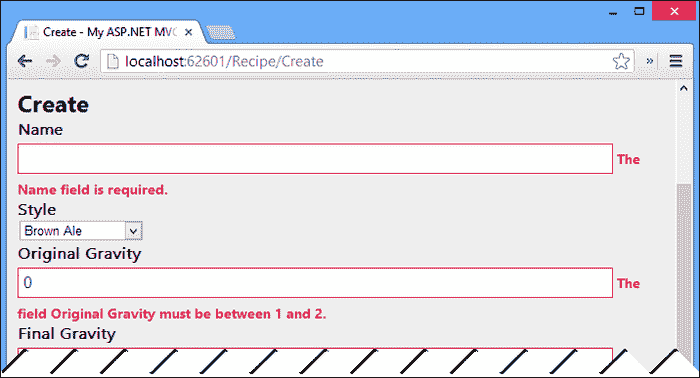 Create - My ASP.NET MVC
localhost:62601/Recipe/Create
»
Create
Name
The
Name field is required.
Style
Brown Ale
Original Gravity
0 The
field Original Gravity must be between 1 and 2.
Final Gravity